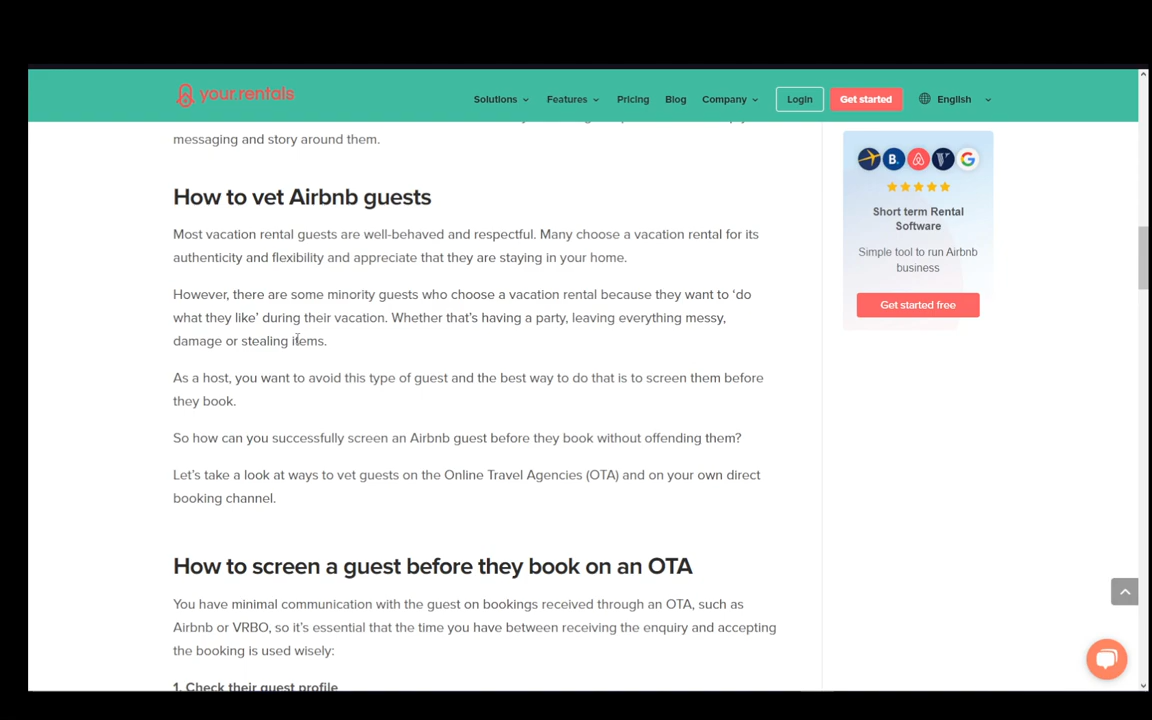 your.rentals
Solutions
Features
Pricing
Blog
Company
Login
Get started
English
messaging and story around them.
How to vet Airbnb guests
Most vacation rental guests are well-behaved and respectful. Many choose a vacation rental for its
authenticity and flexibility and appreciate that they are staying in your home.
However, there are some minority guests who choose a vacation rental because they want to ‘do
what they like’ during their vacation. Whether that’s having a party, leaving everything messy,
damage or stealing items.
As a host, you want to avoid this type of guest and the best way to do that is to screen them before
they book.
So how can you successfully screen an Airbnb guest before they book without offending them?
Let’s take a look at ways to vet guests on the Online Travel Agencies (OTA) and on your own direct
booking channel.
How to screen a guest before they book on an OTA
You have minimal communication with the guest on bookings received through an OTA, such as
Airbnb or VRBO, so it’s essential that the time you have between receiving the enquiry and accepting
the booking is used wisely:
1. Check their guest profile
B.
G
Short term Rental
Software
Simple tool to run Airbnb
business
Get started free